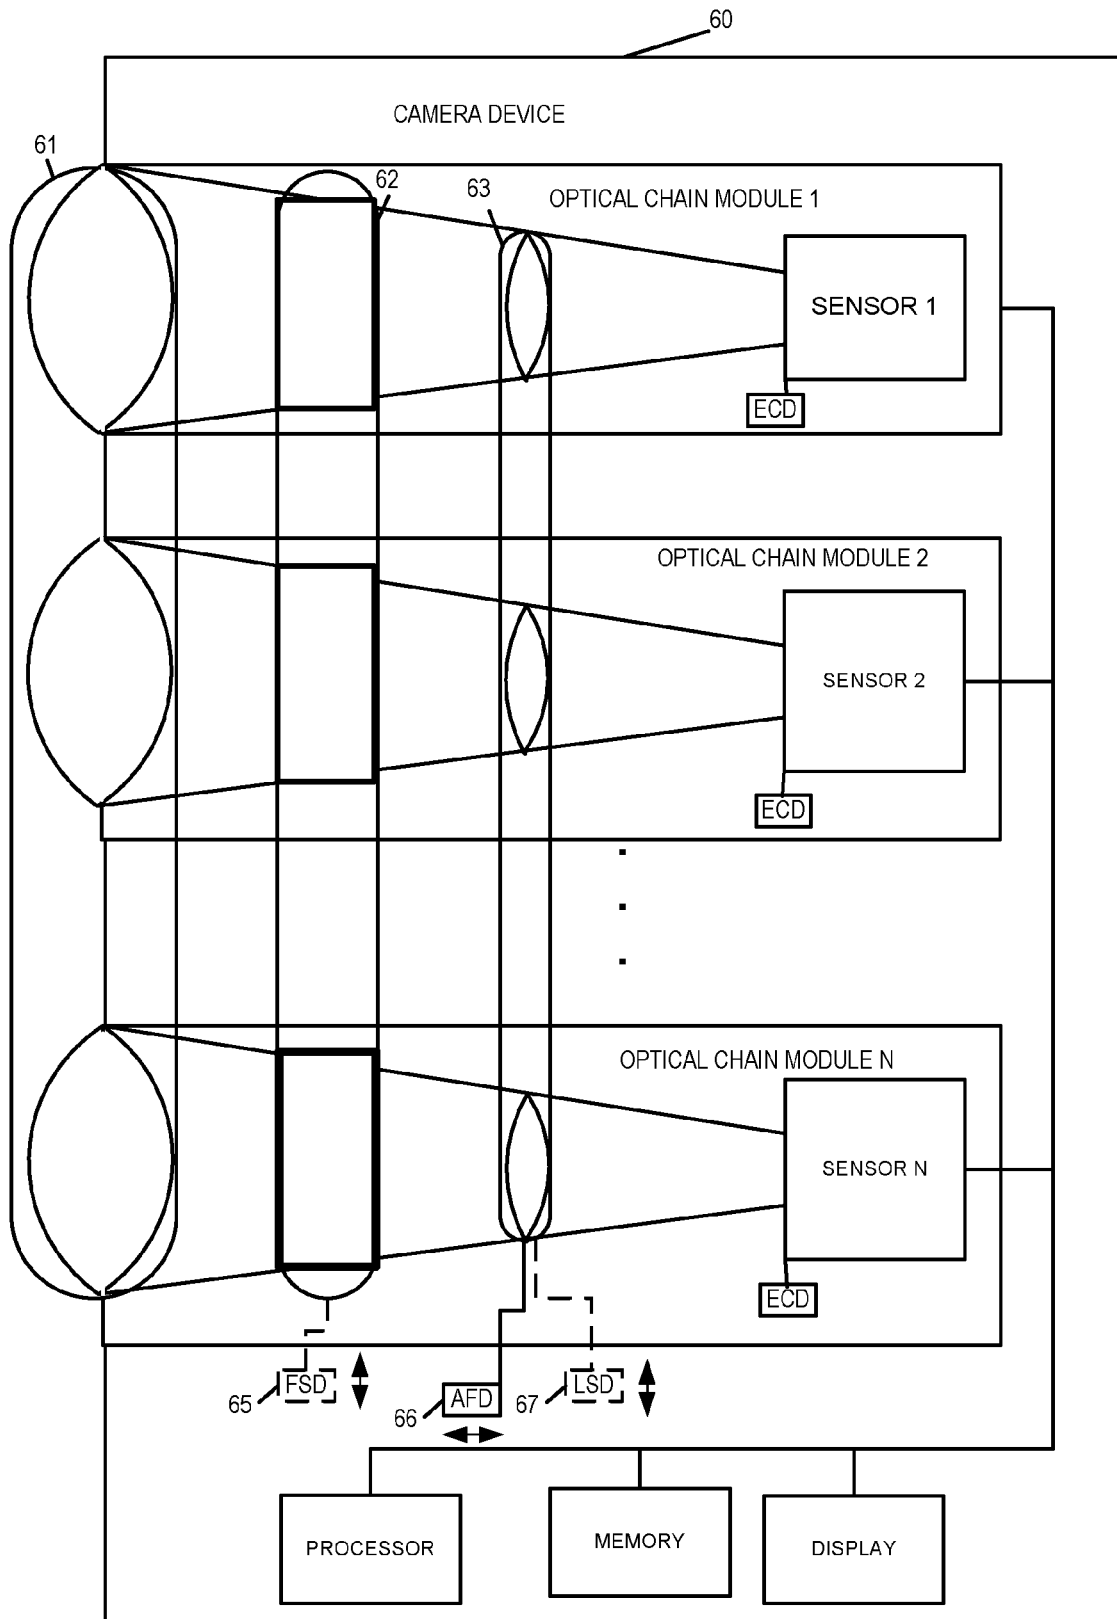 60
CAMERA DEVICE
61
62
63
OPTICAL CHAIN MODULE 1
SENSOR 1
ECD
OPTICAL CHAIN MODULE 2
SENSOR 2
ECD
OPTICAL CHAIN MODULE N
SENSOR N
ECD
65
FSD
66
AFD
67
LSD
PROCESSOR
MEMORY
DISPLAY